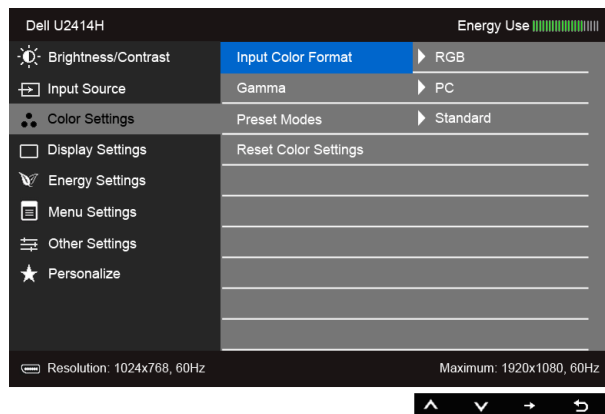 Dell U2414H Energy Use
Brightness/Contrast Input Color Format RGB
Input Source Gamma PC
Color Settings Preset Modes Standard
Display Settings Reset Color Settings
Energy Settings
Menu Settings
Other Settings
Personalize
Resolution: 1024x768, 60Hz Maximum: 1920x1080, 60Hz